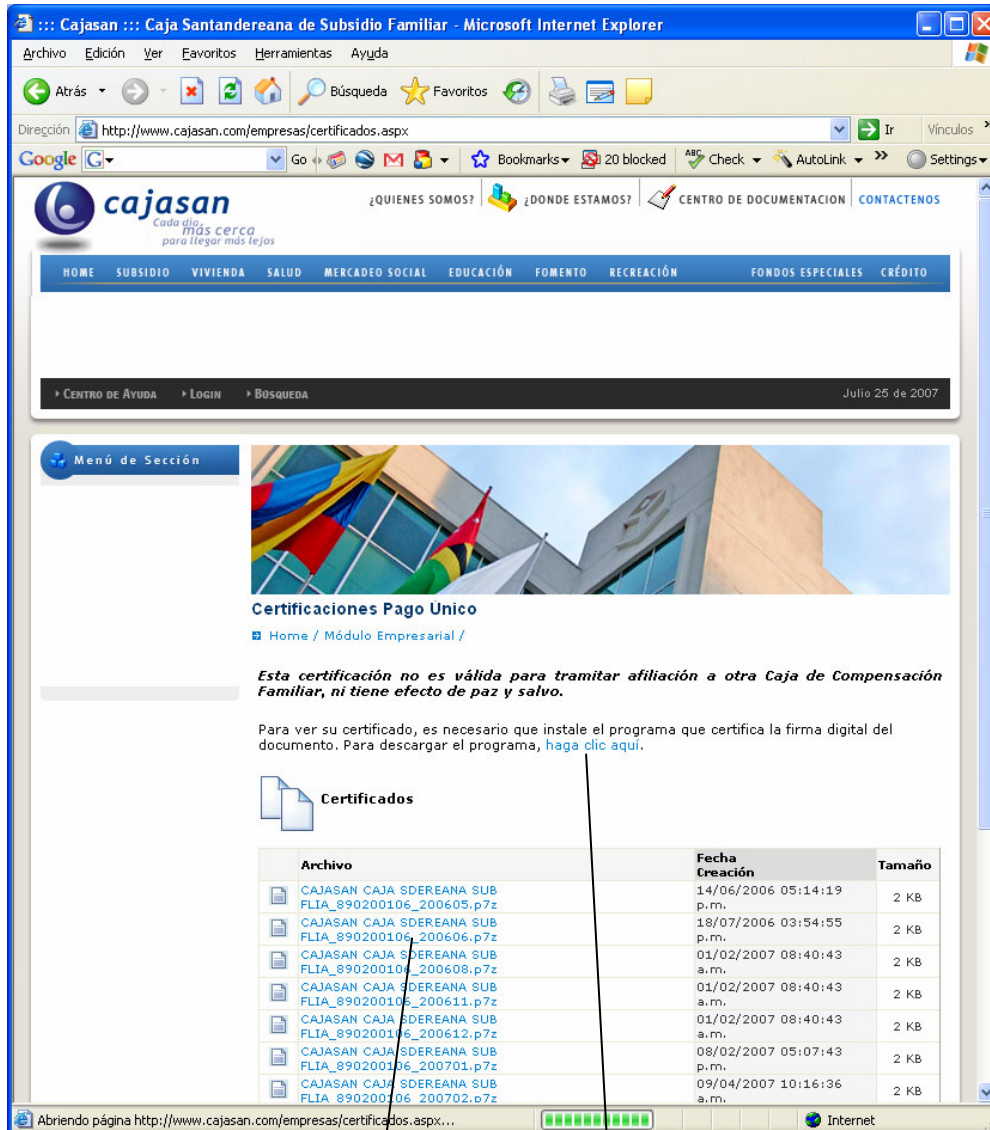 ::: Cajasan ::: Caja Santandereana de Subsidio Familiar - Microsoft Internet Explorer
Archivo Edición Ver Favoritos Herramientas Ayuda
Atrás Búsqueda Favoritos
Dirección http://www.cajasan.com/empresas/certificados.aspx Ir Vínculos »
Google G Go Bookmarks 20 blocked ABC Check AutoLink » Settings
cajasan
Cada día,
más cerca
para llegar más lejos
¿QUIENES SOMOS? ¿DONDE ESTAMOS? CENTRO DE DOCUMENTACION CONTACTENOS
HOME SUBSIDIO VIVIENDA SALUD MERCADEO SOCIAL EDUCACIÓN FOMENTO RECREACIÓN FONDOS ESPECIALES CRÉDITO
CENTRO DE AYUDA LOGIN BÚSQUEDA Julio 25 de 2007
Menú de Sección
Certificaciones Pago Único
Home / Módulo Empresarial /
Esta certificación no es válida para tramitar afiliación a otra Caja de Compensación
Familiar, ni tiene efecto de paz y salvo.
Para ver su certificado, es necesario que instale el programa que certifica la firma digital del
documento. Para descargar el programa, haga clic aquí.
Certificados
Archivo Fecha Creación Tamaño
CAJASAN CAJA SDEREANA SUB 14/06/2006 05:14:19
FLIA_890200106_200605.p7z p.m. 2 KB
CAJASAN CAJA SDEREANA SUB 18/07/2006 03:54:55
FLIA_890200106_200606.p7z p.m. 2 KB
CAJASAN CAJA SDEREANA SUB 01/02/2007 08:40:43
FLIA_890200106_200608.p7z a.m. 2 KB
CAJASAN CAJA SDEREANA SUB 01/02/2007 08:40:43
FLIA_890200106_200611.p7z a.m. 2 KB
CAJASAN CAJA SDEREANA SUB 01/02/2007 08:40:43
FLIA_890200106_200612.p7z a.m. 2 KB
CAJASAN CAJA SDEREANA SUB 08/02/2007 05:07:43
FLIA_890200106_200701.p7z p.m. 2 KB
CAJASAN CAJA SDEREANA SUB 09/04/2007 10:16:36
FLIA_890200106_200702.p7z a.m. 2 KB
Abriendo página http://www.cajasan.com/empresas/certificados.aspx... Internet